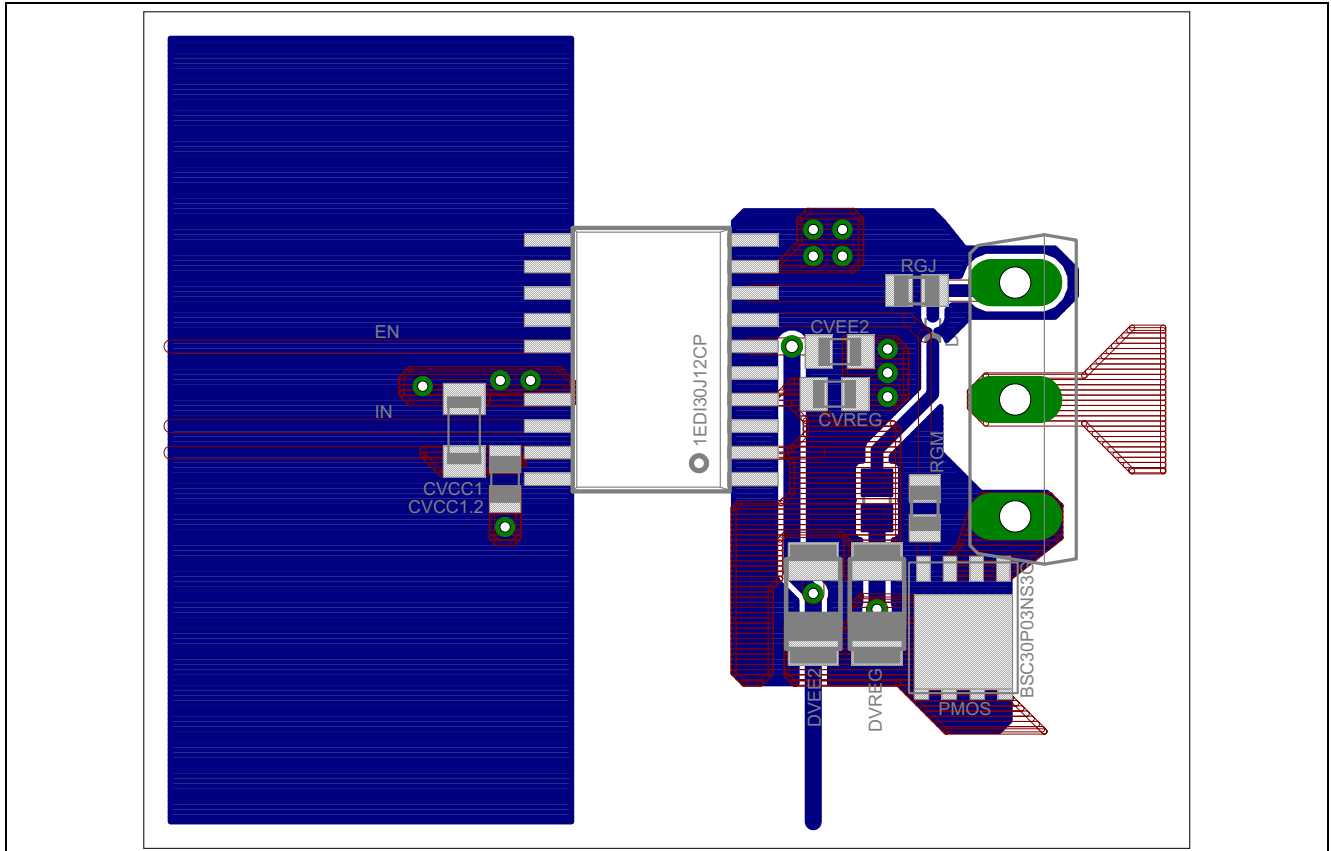 RGJ
EN
CVEE2
D
1EDI30J12CP
IN
CVREG
RGM
CVCC1
CVCC1.2
BSC30P03NS3G
DVEE2
DVREG
PMOS